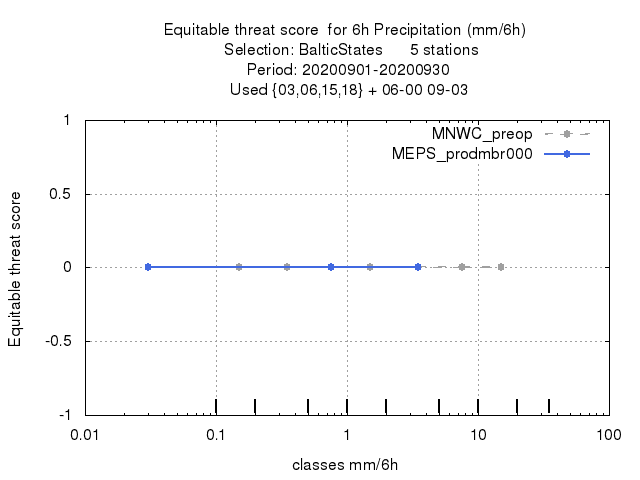 Equitable threat score  for 6h Precipitation (mm/6h)
Selection: BalticStates      5 stations
Period: 20200901-20200930
Used {03,06,15,18} + 06-00 09-03
MNWC_preop
MEPS_prodmbr000
1
0.5
0
-0.5
-1
Equitable threat score
0.01
0.1
1
10
100
classes mm/6h